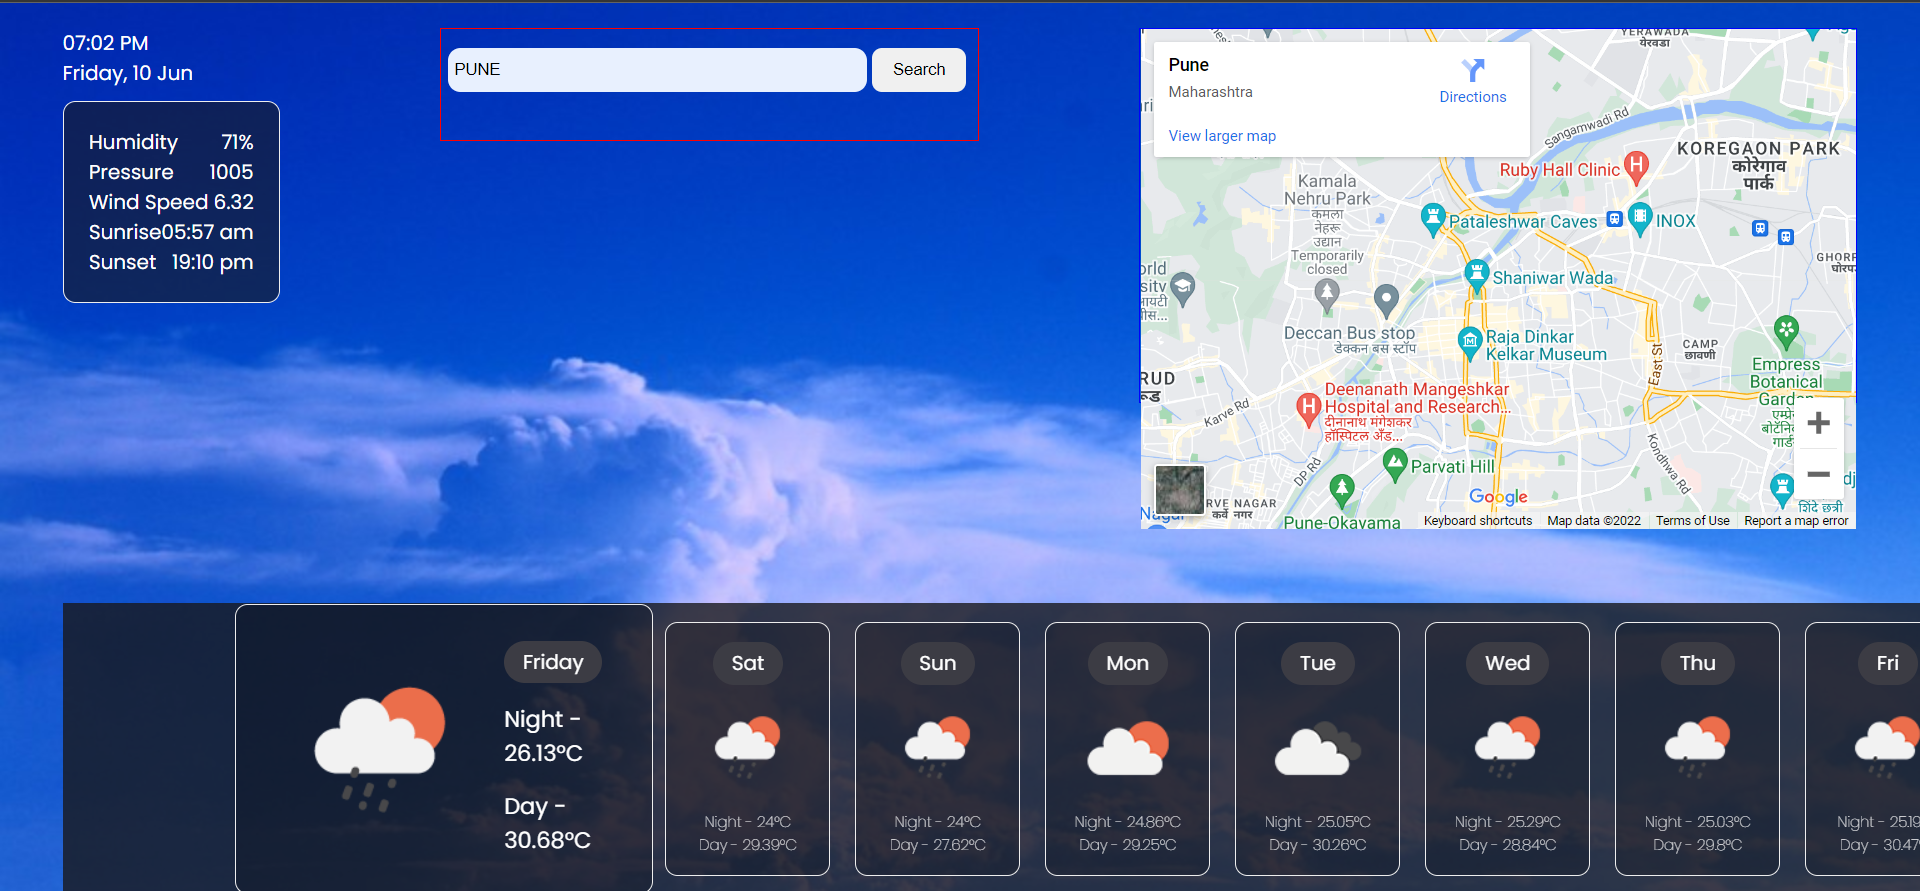 07:02 PM
Friday, 10 Jun
Humidity 71%
Pressure 1005
Wind Speed 6.32
Sunrise05:57 am
Sunset 19:10 pm
PUNE
Search
Pune
Maharashtra
Directions
View larger map
YERAWADA
येरवडा
Sangamwadi Rd
KOREGAON PARK
कोरेगाव
पार्क
Ruby Hall Clinic
Kamala
Nehru Park
कमला
नेहरू
उद्यान
Temporarily
closed
Pataleshwar Caves
INOX
GHORP
घोरपड
Shaniwar Wada
Deccan Bus stop
डेक्कन बस स्टॉप
Raja Dinkar
Kelkar Museum
CAMP
छावणी
East St
Empress
Botanical
Garden
Deenanath Mangeshkar
Hospital and Research...
दीनानाथ मंगेशकर
हॉस्पिटल अँड...
Karve Rd
DP Rd
Kondhwa Rd
Parvati Hill
RVE NAGAR
कर्वे नगर
Nagar
Pune-Okayama
Google
शिंदे छत्री
Keyboard shortcuts
Map data ©2022
Terms of Use
Report a map error
Friday
Night -
26.13°C
Day -
30.68°C
Sat
Night - 24°C
Day - 29.39°C
Sun
Night - 24°C
Day - 27.62°C
Mon
Night - 24.86°C
Day - 29.25°C
Tue
Night - 25.05°C
Day - 30.26°C
Wed
Night - 25.29°C
Day - 28.84°C
Thu
Night - 25.03°C
Day - 29.8°C
Fri
Night - 25.19
Day - 30.47